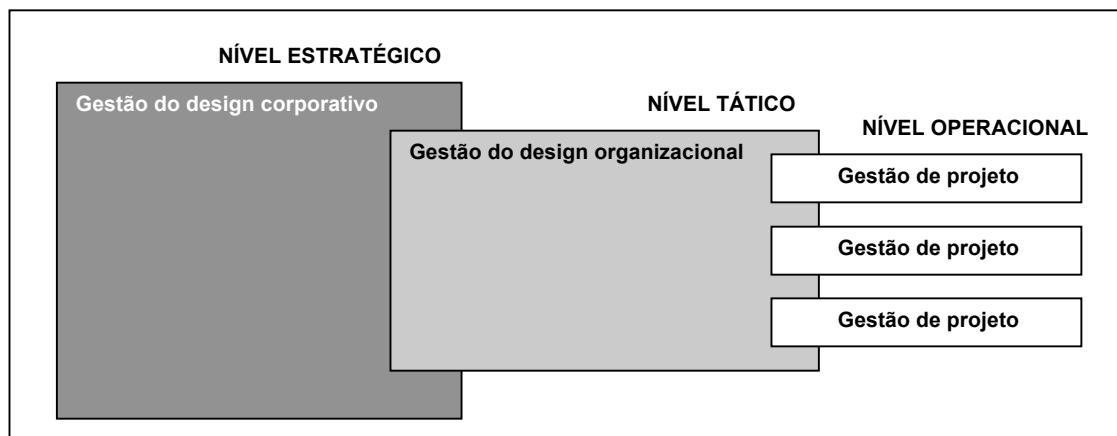 NÍVEL ESTRATÉGICO
Gestão do design corporativo
NÍVEL TÁTICO
Gestão do design organizacional
NÍVEL OPERACIONAL
Gestão de projeto
Gestão de projeto
Gestão de projeto